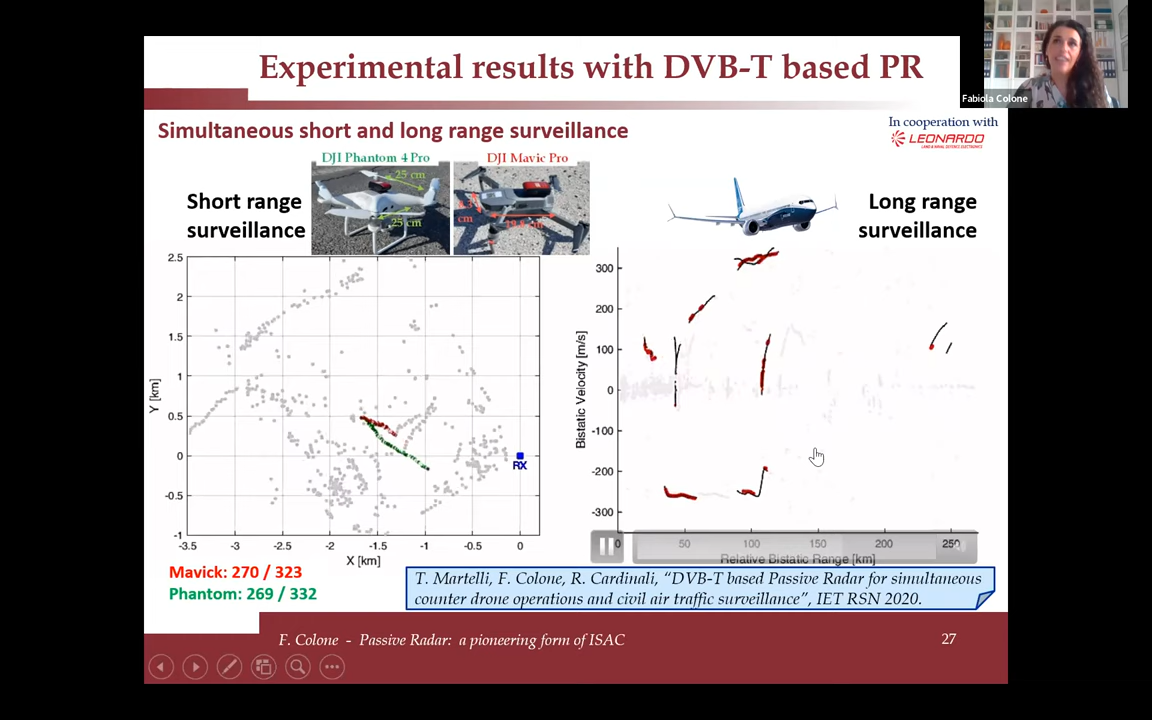 Experimental results with DVB-T based PR
Fabiola Colone
Simultaneous short and long range surveillance
In cooperation with
LEONARDO
DJI Phantom 4 Pro
DJI Mavic Pro
25 cm
25 cm
cm
Short range
surveillance
Long range
surveillance
2.5
2
1.5
1
0.5
0
-0.5
-1
Y [km]
RX
-3.5
-3
-2.5
-2
-1.5
-1
-0.5
0
X [km]
300
200
100
0
-100
-200
-300
Bistatic Velocity [m/s]
0
50
100
150
200
250
Relative Bistatic Range [km]
Mavick: 270 / 323
Phantom: 269 / 332
T. Martelli, F. Colone, R. Cardinali, “DVB-T based Passive Radar for simultaneous
counter drone operations and civil air traffic surveillance”, IET RSN 2020.
F. Colone - Passive Radar: a pioneering form of ISAC
27